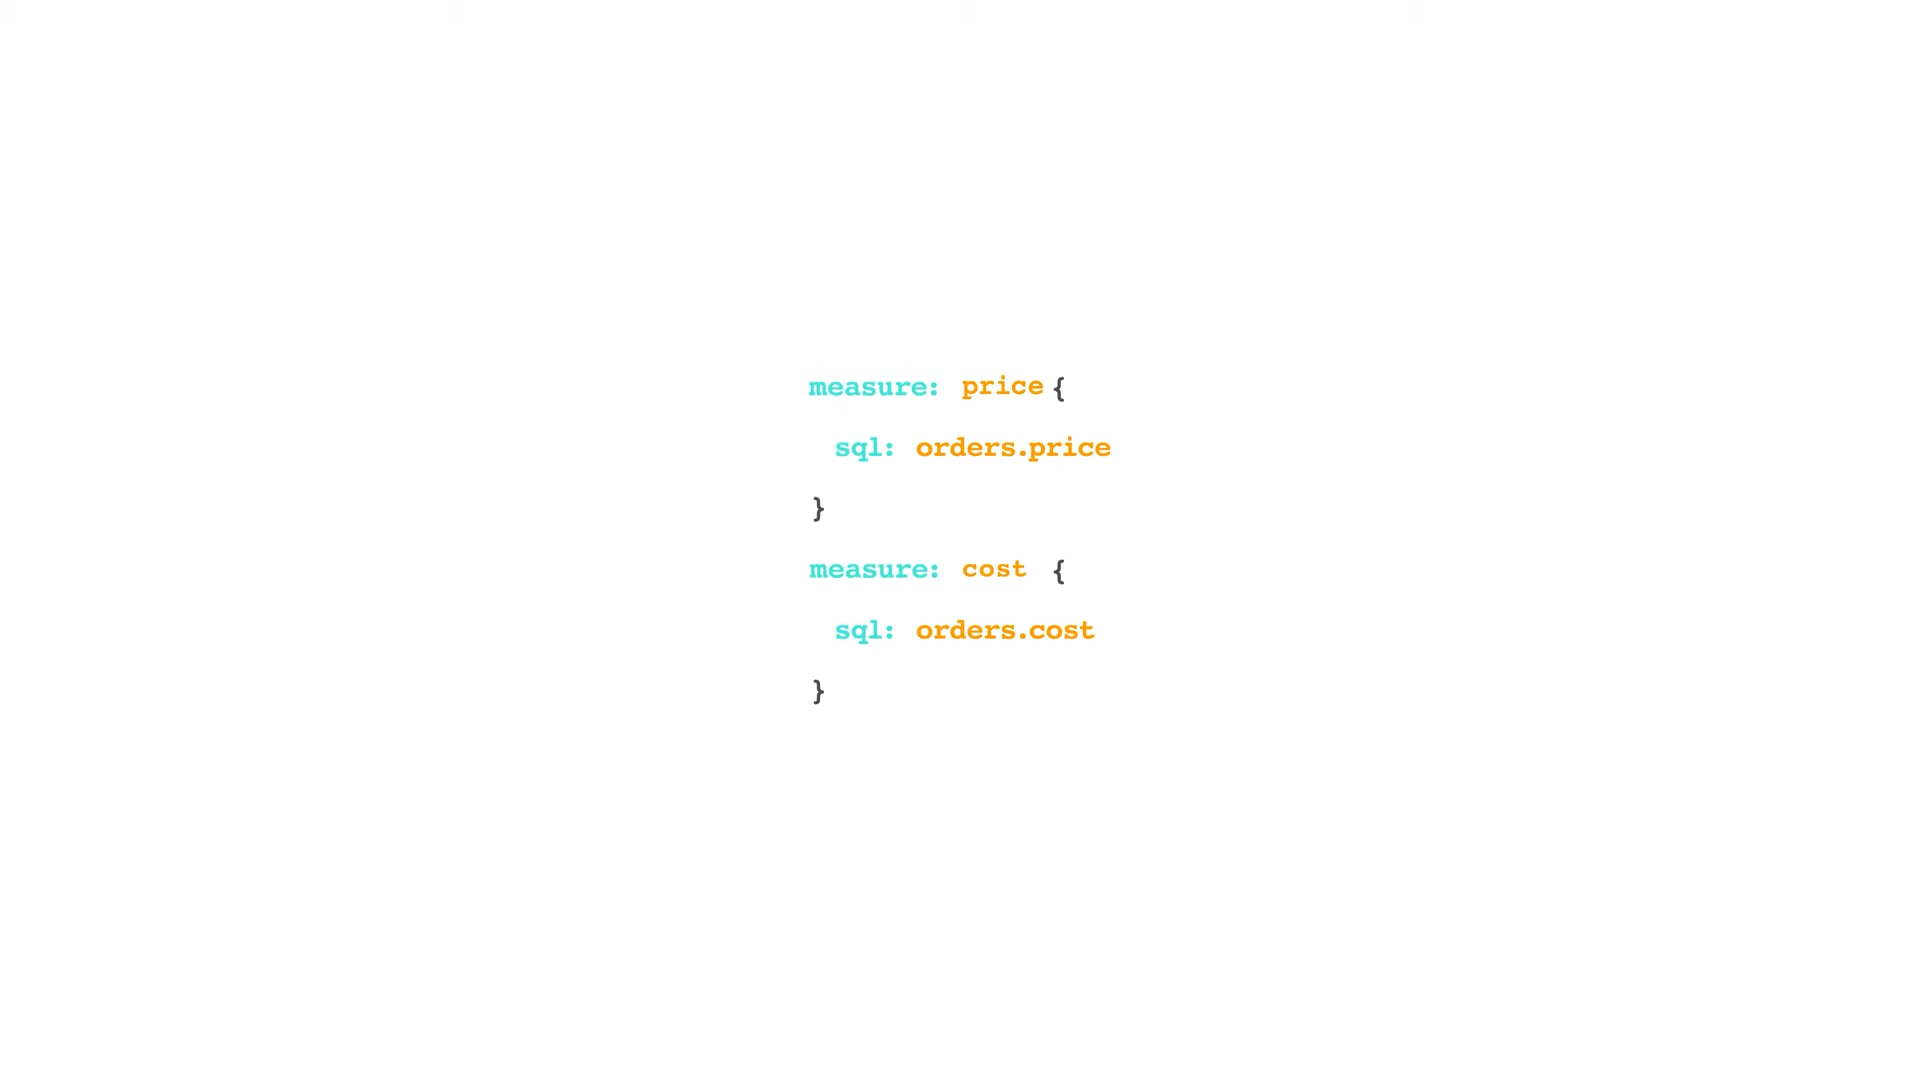 measure: price {
sql: orders.price
}
measure: cost {
sql: orders.cost
}